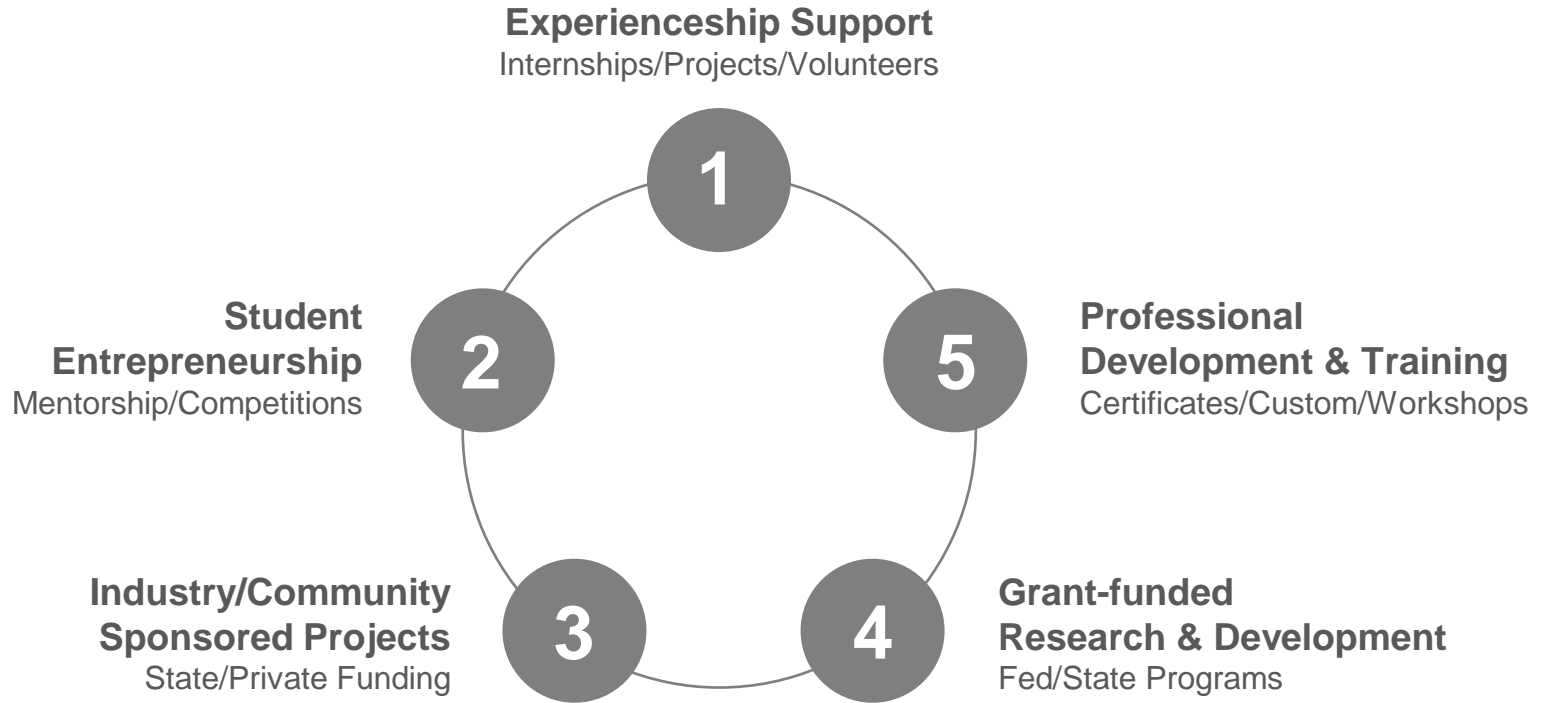 Experienceship Support
Internships/Projects/Volunteers
1
Student
Entrepreneurship
Mentorship/Competitions
2
Industry/Community
Sponsored Projects
State/Private Funding
3
4
Grant-funded
Research & Development
Fed/State Programs
5
Professional
Development & Training
Certificates/Custom/Workshops